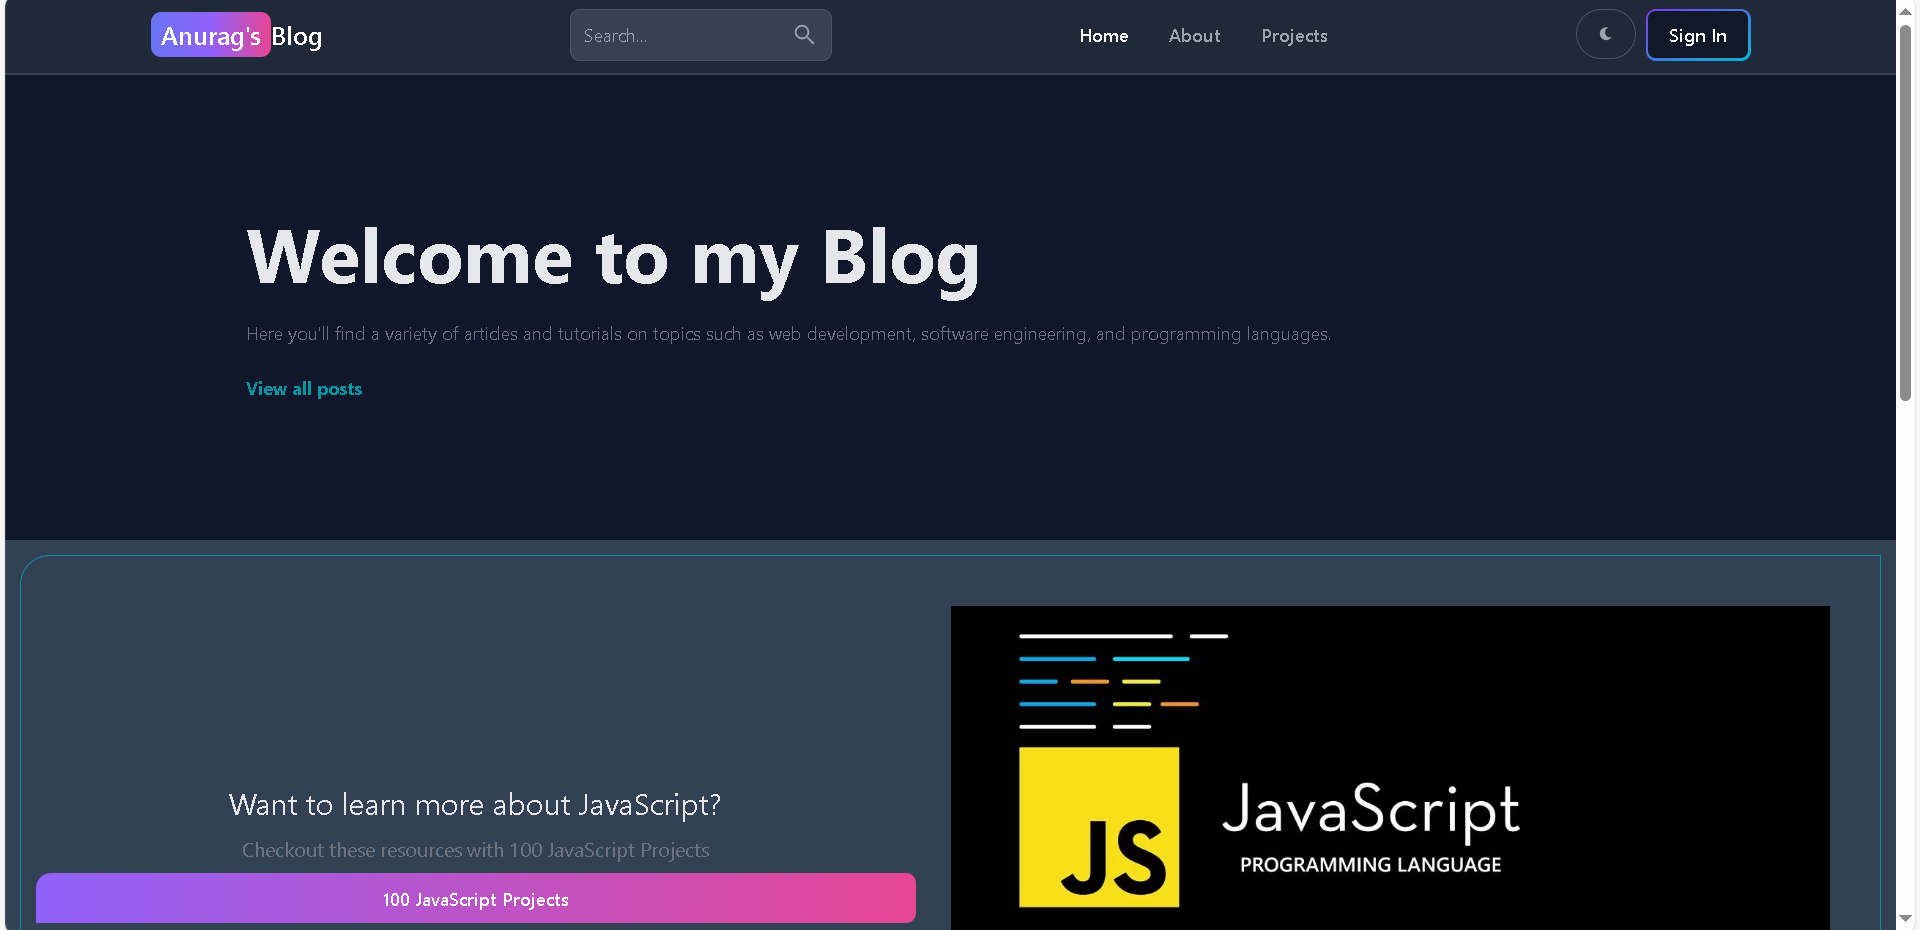 Anurag's Blog
Search...
Home
About
Projects
Sign In
Welcome to my Blog
Here you'll find a variety of articles and tutorials on topics such as web development, software engineering, and programming languages.
View all posts
Want to learn more about JavaScript?
Checkout these resources with 100 JavaScript Projects
100 JavaScript Projects
JS
JavaScript
PROGRAMMING LANGUAGE